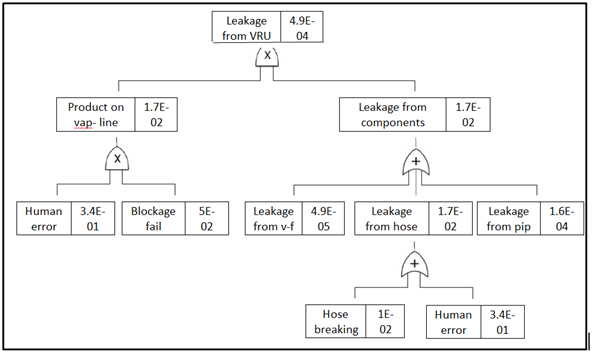 Leakage 4.9E-
from VRU 04
X
Product on 1.7E-
vap- line 02
Leakage from 1.7E-
components 02
X
+
Human 3.4E-
error 01
Blockage 5E-
fail 02
Leakage 4.9E-
from v-f 05
Leakage 1.7E-
from hose 02
Leakage 1.6E-
from pip 04
+
Hose 1E-
breaking 02
Human 3.4E-
error 01